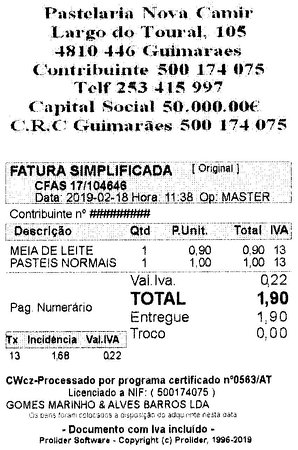 Pastelaria Nova Camir
Largo do Toural, 105
4810 446 Guimaraes
Contribuinte 500 174 075
Telf 253 415 997
Capital Social 50.000.00€
C.R.C Guimarães 500 174 075
FATURA SIMPLIFICADA [ Original ]
CFAS 17/104646
Data: 2019-02-18 Hora: 11:38 Op: MASTER
Contribuinte nº #########
Descrição Qtd P.Unit. Total IVA
MEIA DE LEITE 1 0,90 0,90 13
PASTEIS NORMAIS 1 1,00 1,00 13
Val.Iva. 0,22
TOTAL 1,90
Pag. Numerário Entregue 1,90
Troco 0,00
Tx Incidência Val.IVA
13 1,68 0,22
CWcz-Processado por programa certificado nº0563/AT
Licenciado a NIF: ( 500174075 )
GOMES MARINHO & ALVES BARROS LDA
Os bens foram colocados à disposição do adquirente nesta data
- Documento com Iva incluído -
Prolider Software - Copyright (c) Prolider, 1996-2019